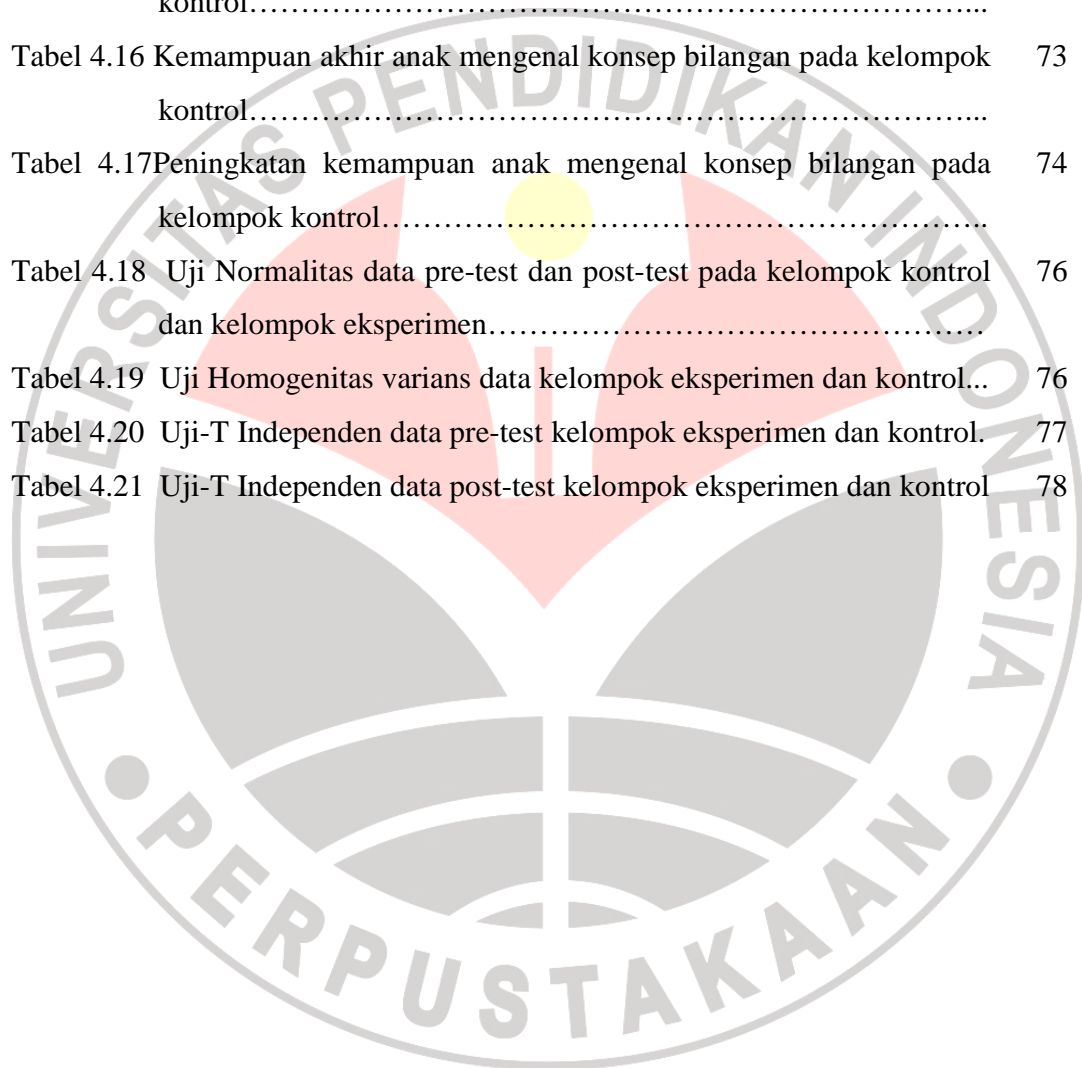 kontrol……………………………………………………………………...
Tabel 4.16 Kemampuan akhir anak mengenal konsep bilangan pada kelompok 73
kontrol……………………………………………………………………...
Tabel 4.17Peningkatan kemampuan anak mengenal konsep bilangan pada 74
kelompok kontrol…………………………………………………………..
Tabel 4.18 Uji Normalitas data pre-test dan post-test pada kelompok kontrol 76
dan kelompok eksperimen………………………………………………
Tabel 4.19 Uji Homogenitas varians data kelompok eksperimen dan kontrol... 76
Tabel 4.20 Uji-T Independen data pre-test kelompok eksperimen dan kontrol. 77
Tabel 4.21 Uji-T Independen data post-test kelompok eksperimen dan kontrol 78
UNIVERSITAS PENDIDIKAN INDONESIA
PERPUSTAKAAN